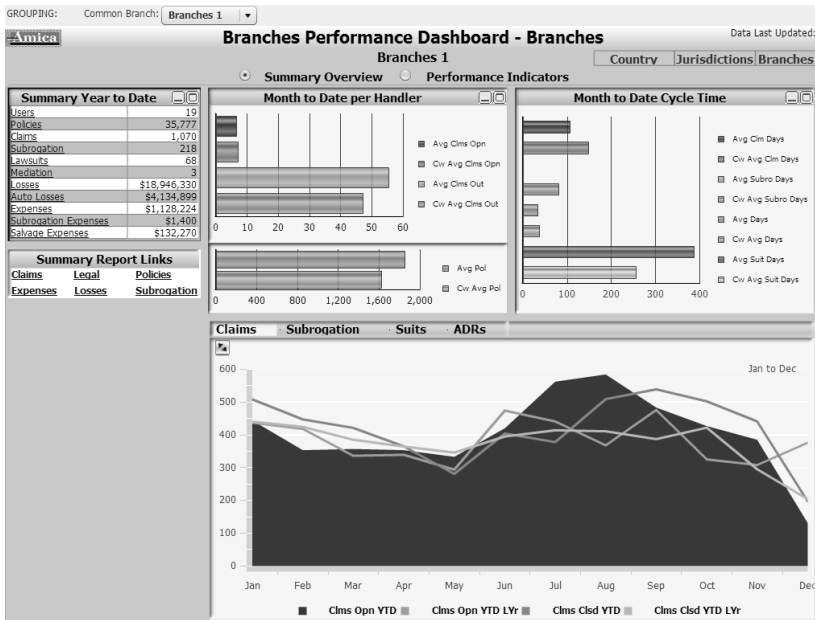 GROUPING: Common Branch: Branches 1
Amica
Branches Performance Dashboard - Branches
Data Last Updated:
Branches 1
Country Jurisdictions Branches
Summary Overview Performance Indicators
Summary Year to Date
Users 19
Policies 35,777
Claims 1,070
Subrogation 218
Lawsuits 68
Mediation 3
Losses $18,946,330
Auto Losses $4,134,899
Expenses $1,128,224
Subrogation Expenses $1,400
Salvage Expenses $132,270
Summary Report Links
Claims Legal Policies
Expenses Losses Subrogation
Month to Date per Handler
Avg Clms Opn
Cw Avg Clms Opn
Avg Clms Out
Cw Avg Clms Out
0 10 20 30 40 50 60
Avg Pol
Cw Avg Pol
0 400 800 1,200 1,600 2,000
Month to Date Cycle Time
Avg Clm Days
Cw Avg Clm Days
Avg Subro Days
Cw Avg Subro Days
Avg Days
Cw Avg Days
Avg Suit Days
Cw Avg Suit Days
0 100 200 300 400
Claims Subrogation Suits ADRs
Jan to Dec
600
500
400
300
200
100
0
Jan Feb Mar Apr May Jun Jul Aug Sep Oct Nov Dec
Clms Opn YTD Clms Opn YTD LYr Clms Clsd YTD Clms Clsd YTD LYr